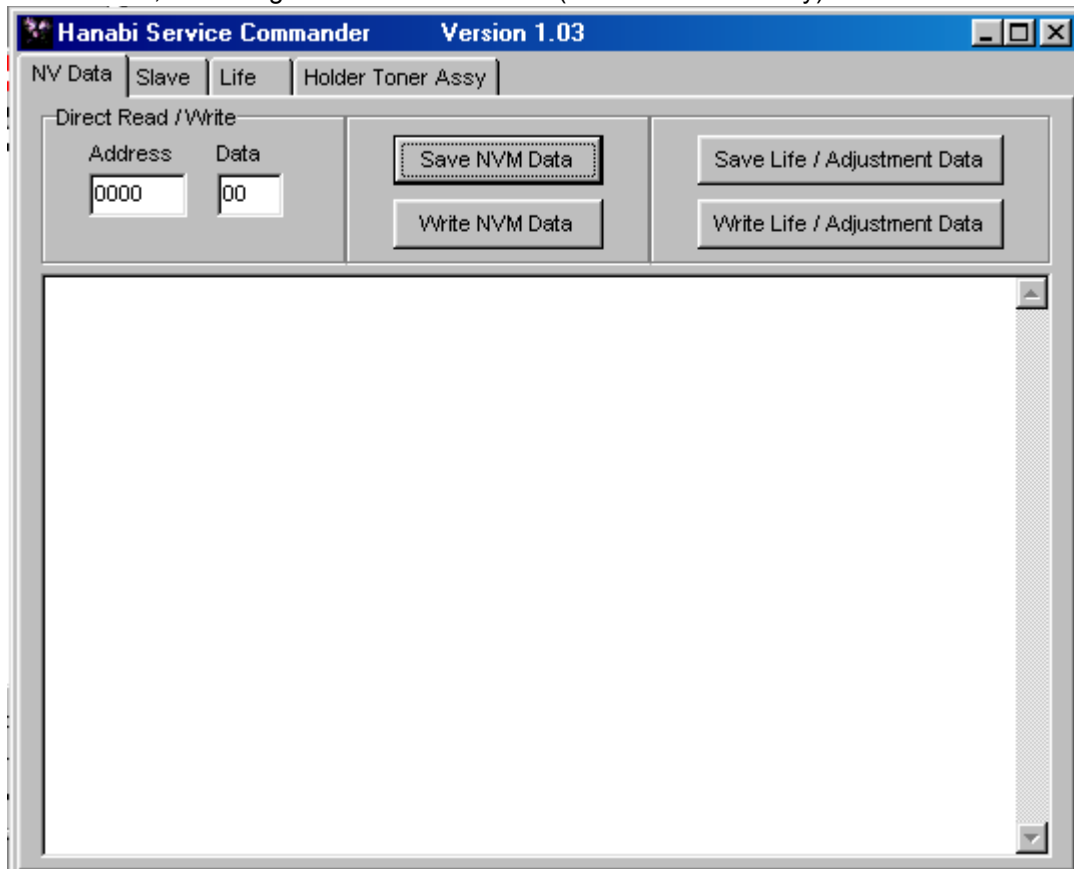 Hanabi Service Commander Version 1.03
NV Data Slave Life Holder Toner Assy
Direct Read / Write
Address Data
0000 00
Save NVM Data
Write NVM Data
Save Life / Adjustment Data
Write Life / Adjustment Data